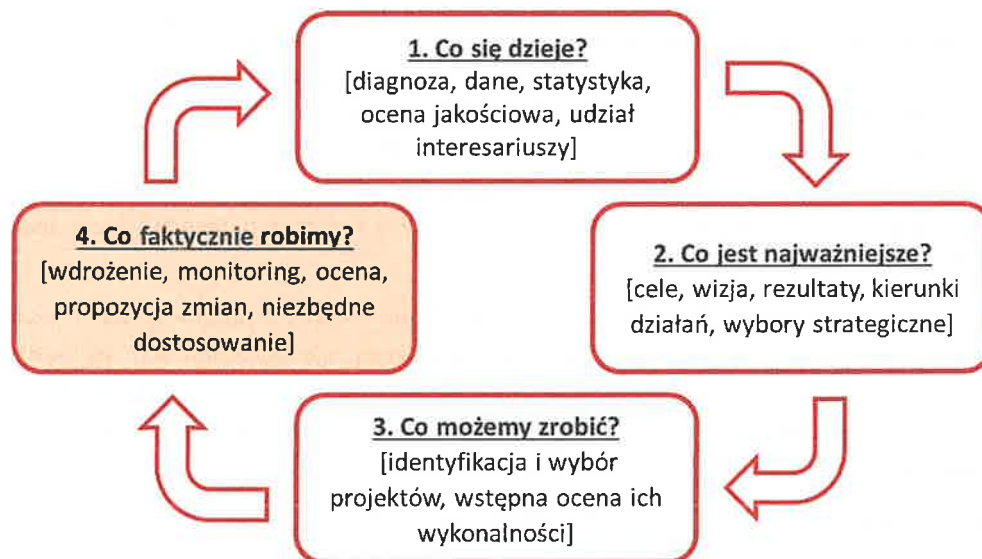 1. Co się dzieje?
[diagnoza, dane, statystyka,
ocena jakościowa, udział
interesariuszy]
2. Co jest najważniejsze?
[cele, wizja, rezultaty, kierunki
działań, wybory strategiczne]
3. Co możemy zrobić?
[identyfikacja i wybór
projektów, wstępna ocena ich
wykonalności]
4. Co faktycznie robimy?
[wdrożenie, monitoring, ocena,
propozycja zmian, niezbędne
dostosowanie]